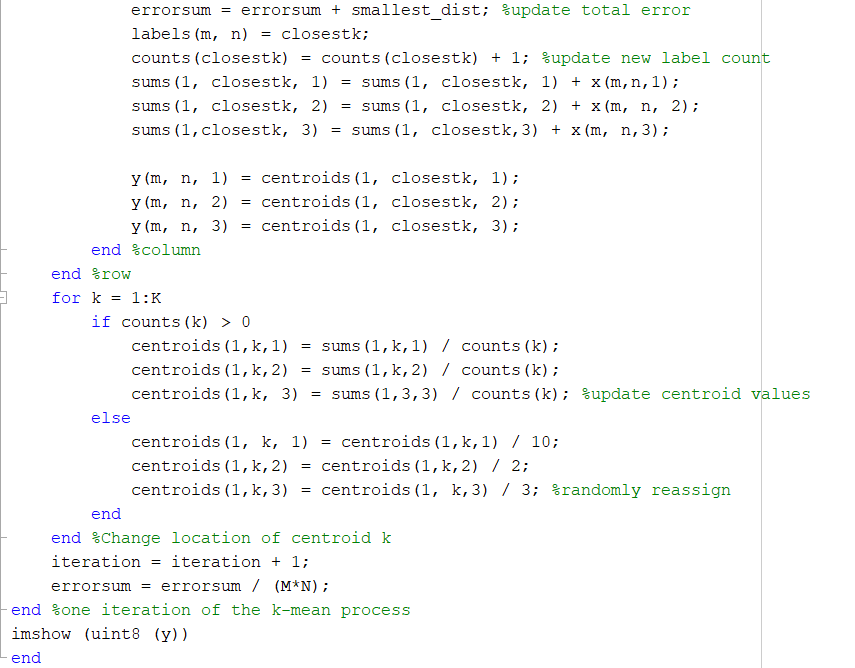 errorsum = errorsum + smallest_dist; %update total error
labels(m, n) = closestk;
counts(closestk) = counts(closestk) + 1; %update new label count
sums(1, closestk, 1) = sums(1, closestk, 1) + x(m,n,1);
sums(1, closestk, 2) = sums(1, closestk, 2) + x(m, n, 2);
sums(1,closestk, 3) = sums(1, closestk,3) + x(m, n,3);
y(m, n, 1) = centroids(1, closestk, 1);
y(m, n, 2) = centroids(1, closestk, 2);
y(m, n, 3) = centroids(1, closestk, 3);
end %column
end %row
for k = 1:K
if counts(k) > 0
centroids(1,k,1) = sums(1,k,1) / counts(k);
centroids(1,k,2) = sums(1,k,2) / counts(k);
centroids(1,k, 3) = sums(1,3,3) / counts(k); %update centroid values
else
centroids(1, k, 1) = centroids(1,k,1) / 10;
centroids(1,k,2) = centroids(1,k,2) / 2;
centroids(1,k,3) = centroids(1, k,3) / 3; %randomly reassign
end
end %Change location of centroid k
iteration = iteration + 1;
errorsum = errorsum / (M*N);
end %one iteration of the k-mean process
imshow (uint8 (y))
end